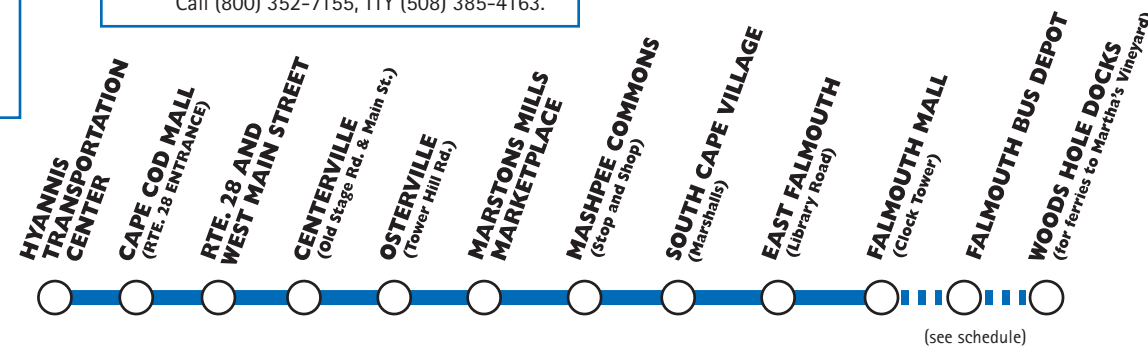 Call (800) 352-7155, TTY (508) 385-4163.
HYANNIS
TRANSPORTATION
CENTER
CAPE COD MALL
(RTE. 28 ENTRANCE)
RTE. 28 AND
WEST MAIN STREET
CENTERVILLE
(Old Stage Rd. & Main St.)
OSTERVILLE
(Tower Hill Rd.)
MARSTONS MILLS
MARKETPLACE
MASHPEE COMMONS
(Stop and Shop)
SOUTH CAPE VILLAGE
(Marshalls)
EAST FALMOUTH
(Library Road)
FALMOUTH MALL
(Clock Tower)
FALMOUTH BUS DEPOT
WOODS HOLE DOCKS
(for ferries to Martha's Vineyard)
(see schedule)